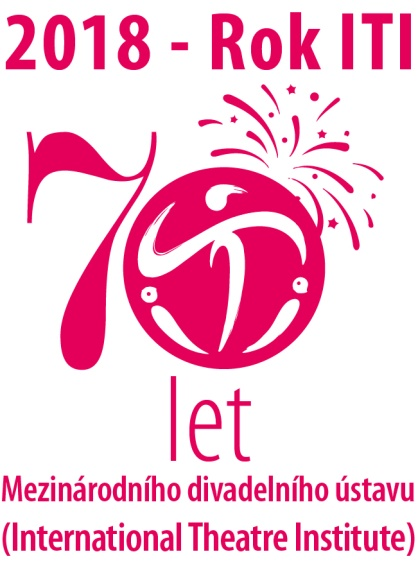 2018 - Rok ITI
70
let
Mezinárodního divadelního ústavu
(International Theatre Institute)